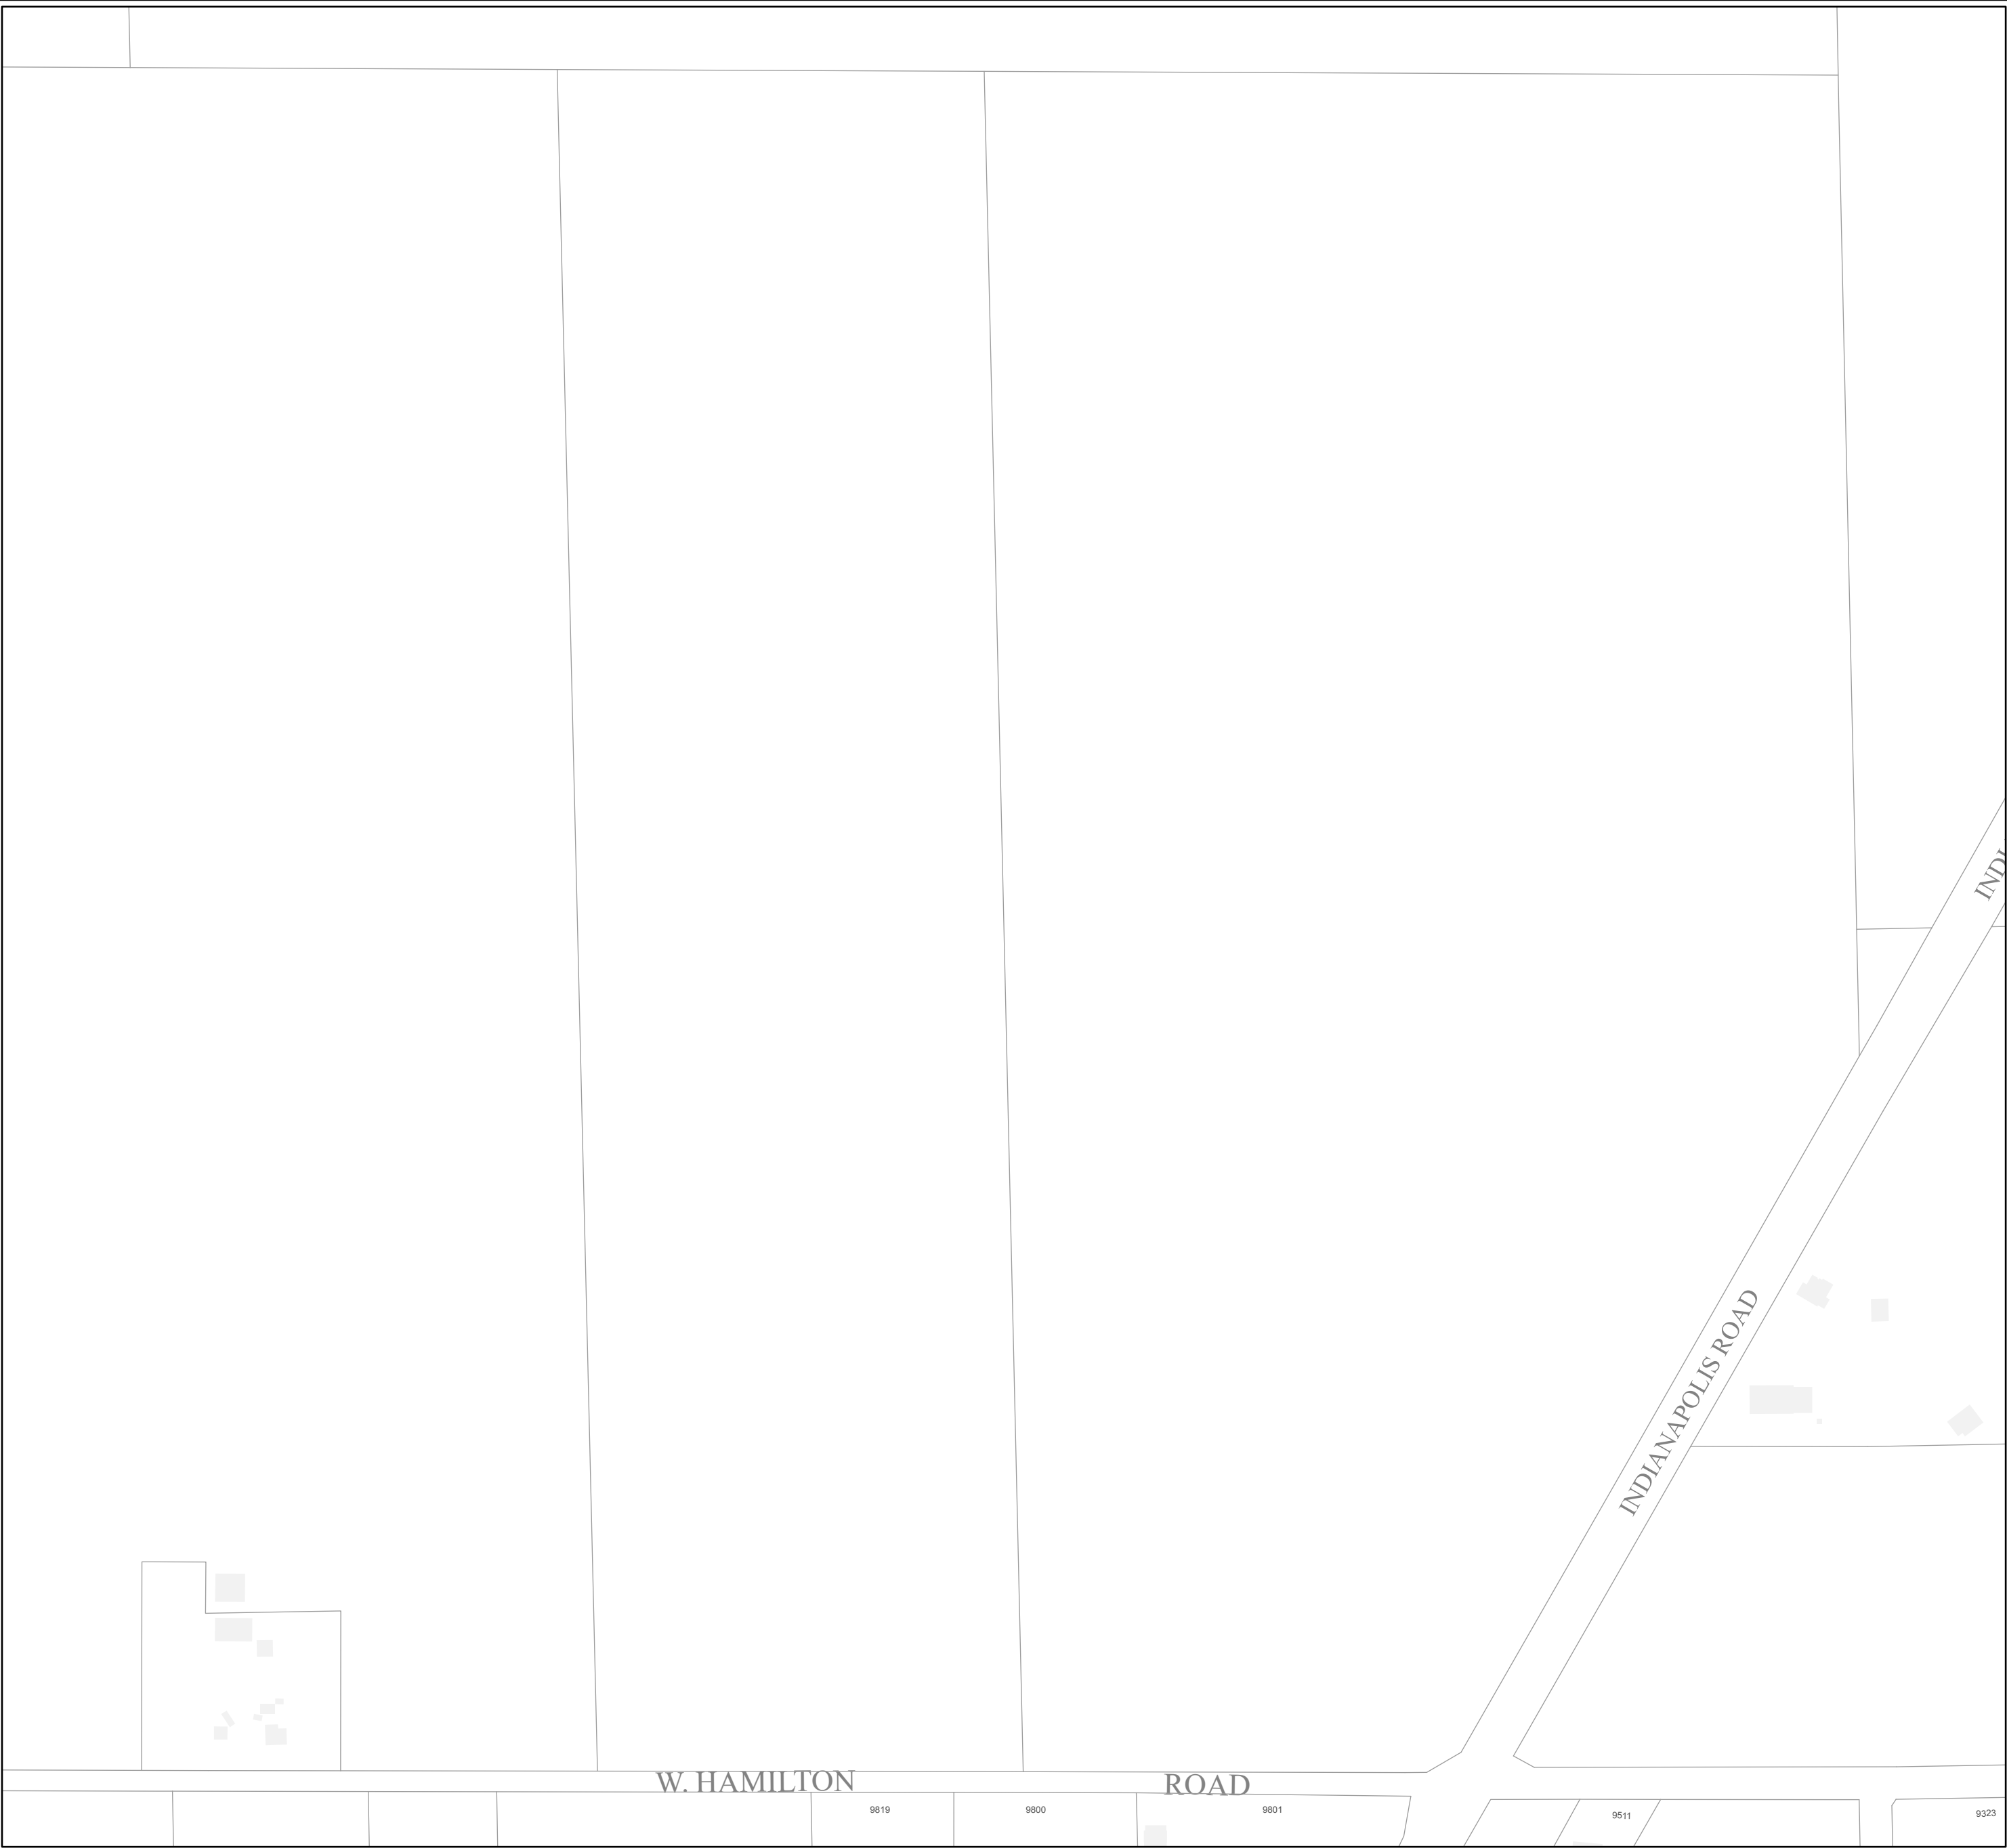 INDI
INDIANAPOLIS ROAD
W. HAMILTON ROAD
9819
9800
9801
9511
9323